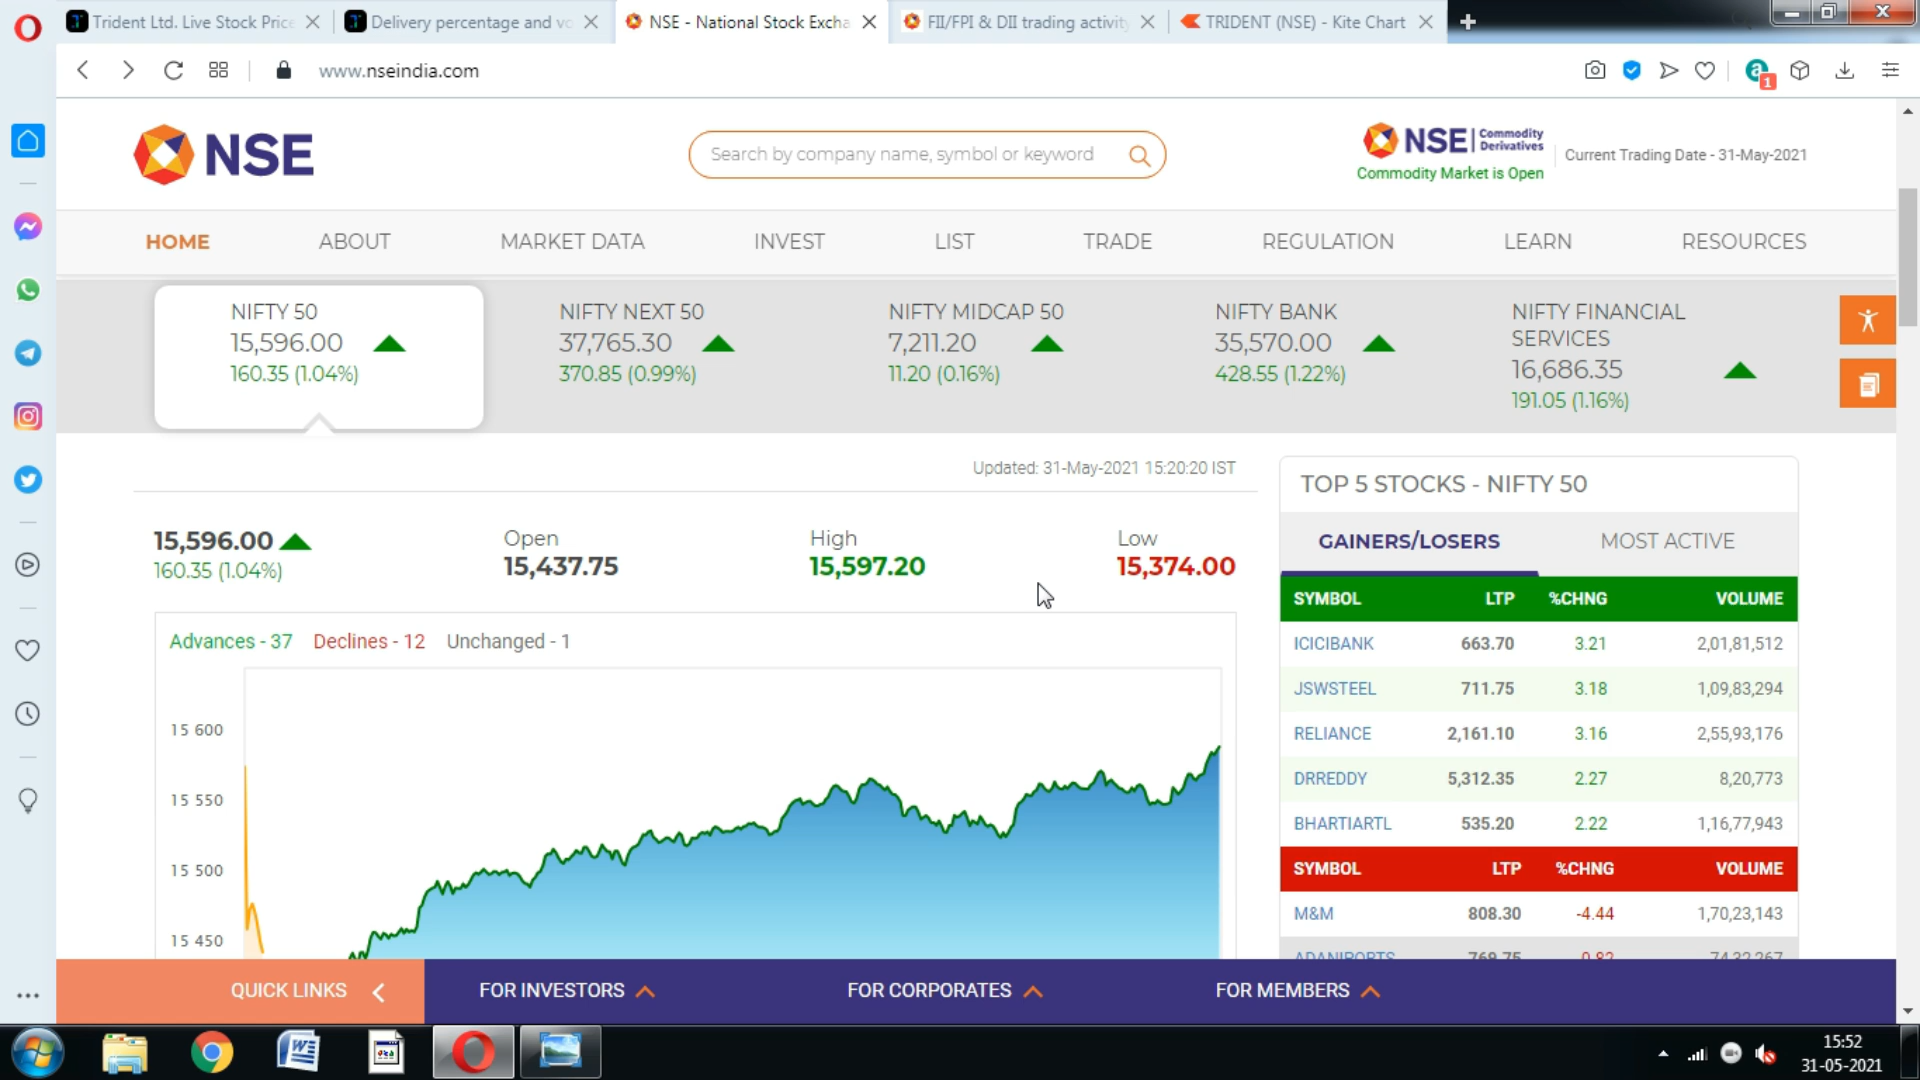 Trident Ltd. Live Stock Price
Delivery percentage and vo
NSE - National Stock Excha
FII/FPI & DII trading activity
TRIDENT (NSE) - Kite Chart
www.nseindia.com
a
1
NSE
Search by company name, symbol or keyword
NSE
Commodity
Derivatives
Commodity Market is Open
Current Trading Date - 31-May-2021
HOME
ABOUT
MARKET DATA
INVEST
LIST
TRADE
REGULATION
LEARN
RESOURCES
NIFTY 50
15,596.00
160.35 (1.04%)
NIFTY NEXT 50
37,765.30
370.85 (0.99%)
NIFTY MIDCAP 50
7,211.20
11.20 (0.16%)
NIFTY BANK
35,570.00
428.55 (1.22%)
NIFTY FINANCIAL
SERVICES
16,686.35
191.05 (1.16%)
Updated: 31-May-2021 15:20:20 IST
15,596.00
160.35 (1.04%)
Open
15,437.75
High
15,597.20
Low
15,374.00
Advances - 37 Declines - 12 Unchanged - 1
15 600
15 550
15 500
15 450
TOP 5 STOCKS - NIFTY 50
GAINERS/LOSERS
MOST ACTIVE
SYMBOL LTP %CHNG VOLUME
ICICIBANK 663.70 3.21 2,01,81,512
JSWSTEEL 711.75 3.18 1,09,83,294
RELIANCE 2,161.10 3.16 2,55,93,176
DRREDDY 5,312.35 2.27 8,20,773
BHARTIARTL 535.20 2.22 1,16,77,943
SYMBOL LTP %CHNG VOLUME
M&M 808.30 -4.44 1,70,23,143
ADANIPORTS 769.75 -0.82 74,32,267
QUICK LINKS
FOR INVESTORS
FOR CORPORATES
FOR MEMBERS
15:52
31-05-2021